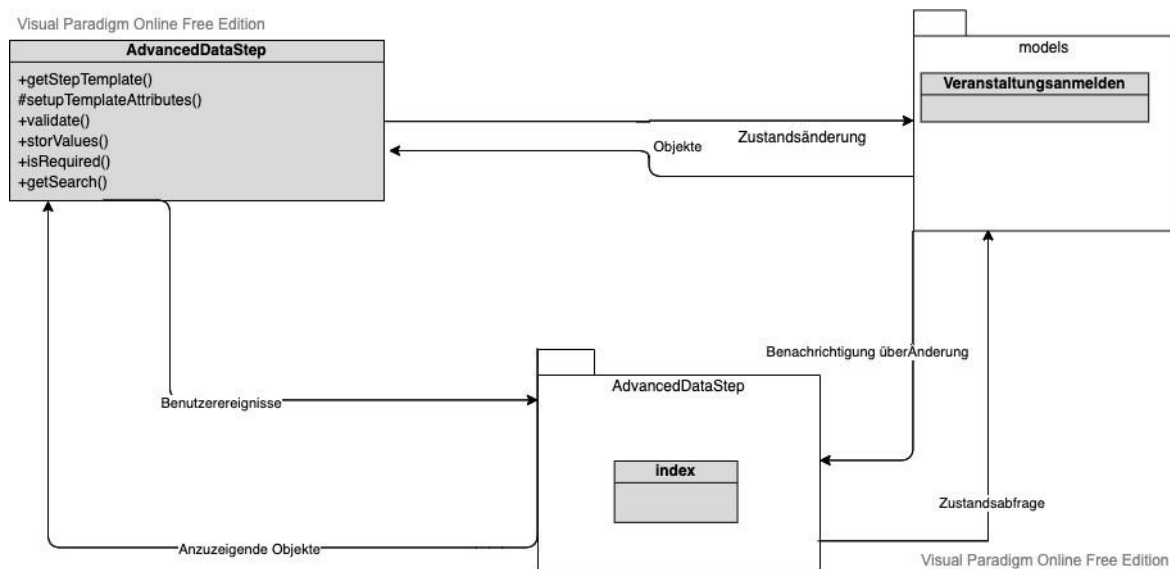 Visual Paradigm Online Free Edition
AdvancedDataStep
+getStepTemplate()
#setupTemplateAttributes()
+validate()
+storValues()
+isRequired()
+getSearch()
models
Veranstaltungsanmelden
Zustandsänderung
Objekte
Benachrichtigung überÄnderung
AdvancedDataStep
Benutzerereignisse
index
Zustandsabfrage
Anzuzeigende Objekte
Visual Paradigm Online Free Edition